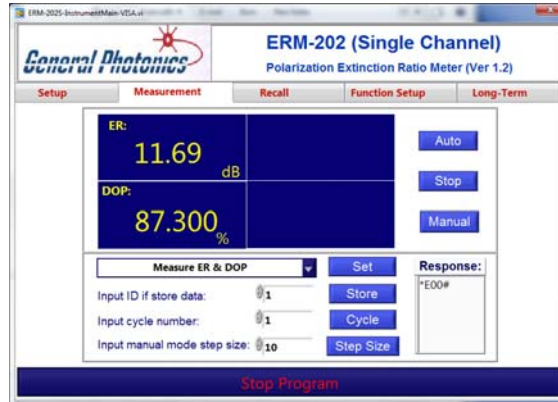 ERM-202S-InstrumentMain-VISA.vi
General Photonics
ERM-202 (Single Channel)
Polarization Extinction Ratio Meter (Ver 1.2)
Setup Measurement Recall Function Setup Long-Term
ER:
11.69
dB
DOP:
87.300
%
Auto
Stop
Manual
Measure ER & DOP
Set
Response:
Input ID if store data:
1
Store
*E00#
Input cycle number:
1
Cycle
Input manual mode step size:
10
Step Size
Stop Program